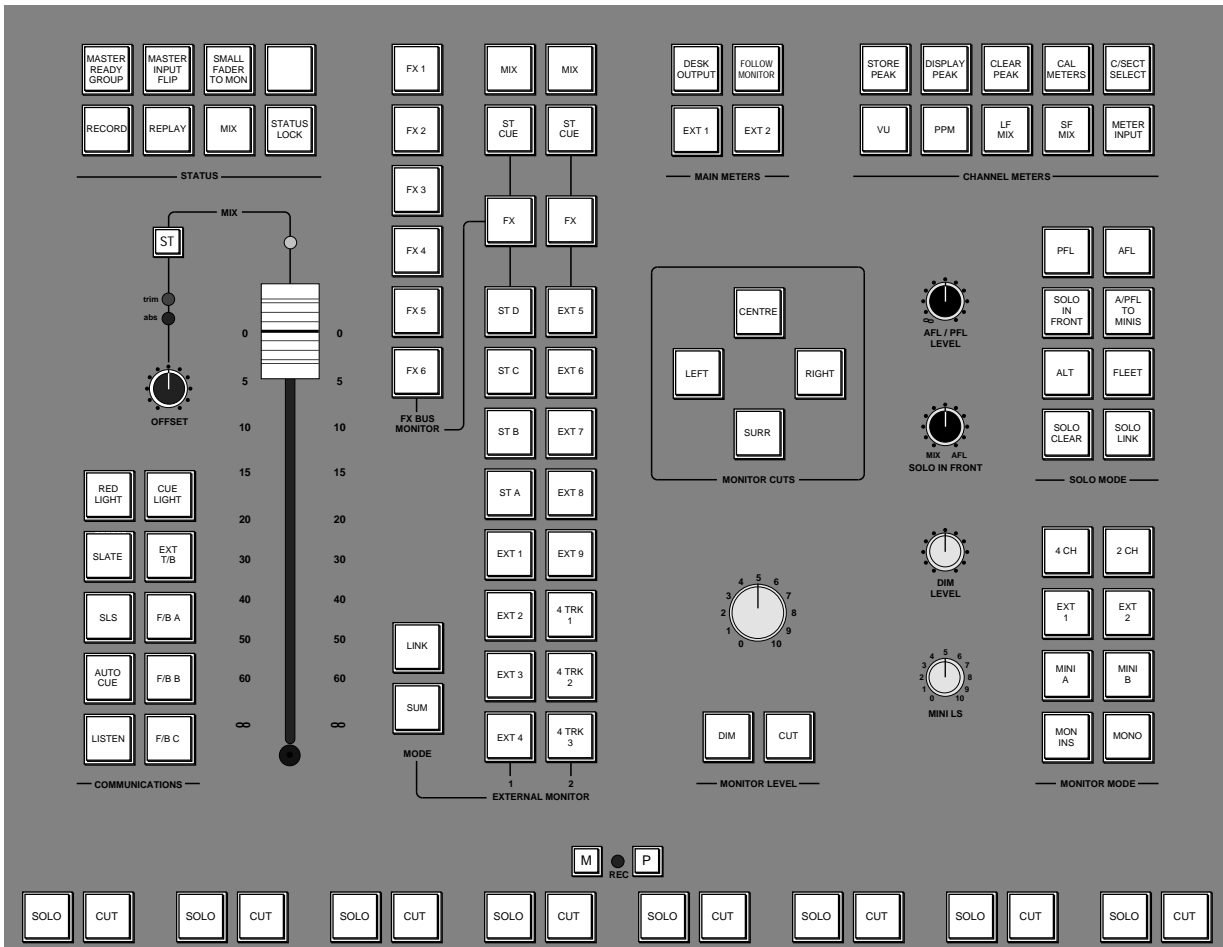 MASTER
READY
GROUP
MASTER
INPUT
FLIP
SMALL
FADER
TO MON
RECORD
REPLAY
MIX
STATUS
LOCK
STATUS
MIX
ST
trim
abs
OFFSET
0 0
5 5
10 10
15 15
20 20
30 30
40 40
50 50
60 60
∞ ∞
RED
LIGHT
CUE
LIGHT
SLATE
EXT
T/B
SLS
F/B A
AUTO
CUE
F/B B
LISTEN
F/B C
COMMUNICATIONS
FX 1
FX 2
FX 3
FX 4
FX 5
FX 6
FX BUS
MONITOR
LINK
SUM
MODE
MIX
MIX
ST
CUE
ST
CUE
FX
FX
ST D
EXT 5
ST C
EXT 6
ST B
EXT 7
ST A
EXT 8
EXT 1
EXT 9
EXT 2
4 TRK
1
EXT 3
4 TRK
2
EXT 4
4 TRK
3
1 2
EXTERNAL MONITOR
DESK
OUTPUT
FOLLOW
MONITOR
EXT 1
EXT 2
MAIN METERS
STORE
PEAK
DISPLAY
PEAK
CLEAR
PEAK
CAL
METERS
C/SECT
SELECT
VU
PPM
LF
MIX
SF
MIX
METER
INPUT
CHANNEL METERS
CENTRE
LEFT
RIGHT
SURR
MONITOR CUTS
0 1 2 3 4 5 6 7 8 9 10
DIM
CUT
MONITOR LEVEL
∞
AFL / PFL
LEVEL
MIX AFL
SOLO IN FRONT
DIM
LEVEL
0 1 2 3 4 5 6 7 8 9 10
MINI LS
PFL
AFL
SOLO
IN
FRONT
A/PFL
TO
MINIS
ALT
FLEET
SOLO
CLEAR
SOLO
LINK
SOLO MODE
4 CH
2 CH
EXT
1
EXT
2
MINI
A
MINI
B
MON
INS
MONO
MONITOR MODE
M
REC
P
SOLO CUT SOLO CUT SOLO CUT SOLO CUT SOLO CUT SOLO CUT SOLO CUT SOLO CUT